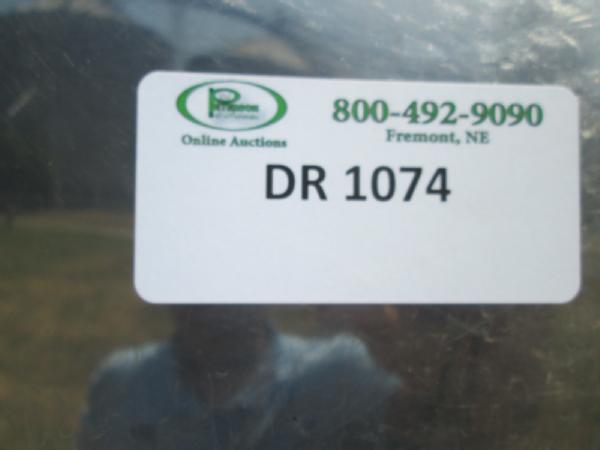 Online Auctions
800-492-9090
Fremont, NE
DR 1074